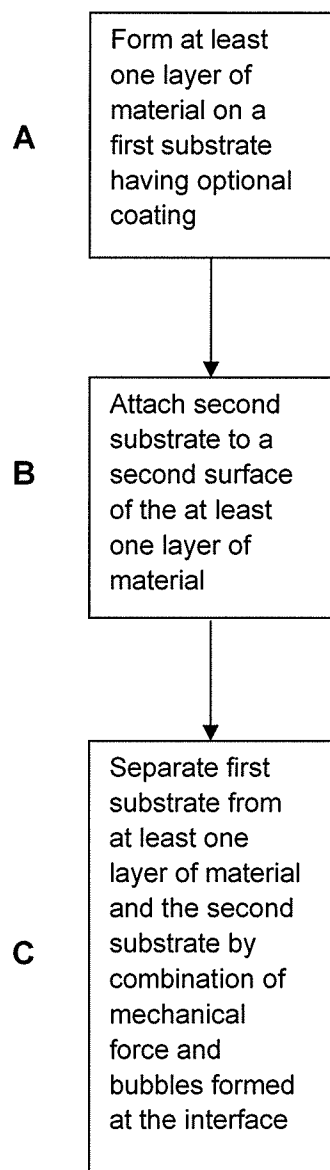 Form at least
one layer of
material on a
first substrate
having optional
coating
A
Attach second
substrate to a
second surface
of the at least
one layer of
material
B
Separate first
substrate from
at least one
layer of material
and the second
substrate by
combination of
mechanical
force and
bubbles formed
at the interface
C